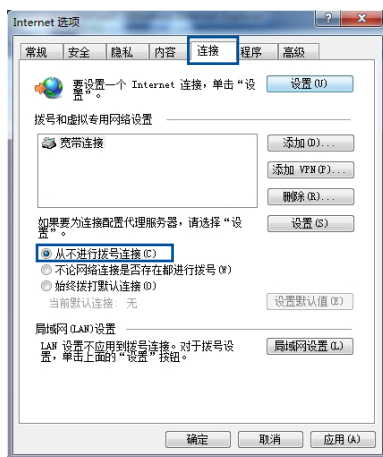 Internet 选项
常规 安全 隐私 内容 连接 程序 高级
要设置一个 Internet 连接，单击“设置”。
设置(U)
拨号和虚拟专用网络设置
宽带连接
添加(D)...
添加 VPN(P)...
删除(R)...
如果要为连接配置代理服务器，请选择“设置”。
设置(S)
从不进行拨号连接(C)
不论网络连接是否存在都进行拨号(W)
始终拨打默认连接(O)
当前默认连接: 无
设置默认值(E)
局域网(LAN)设置
LAN 设置不应用到拨号连接。对于拨号设置，单击上面的“设置”按钮。
局域网设置(L)
确定 取消 应用(A)